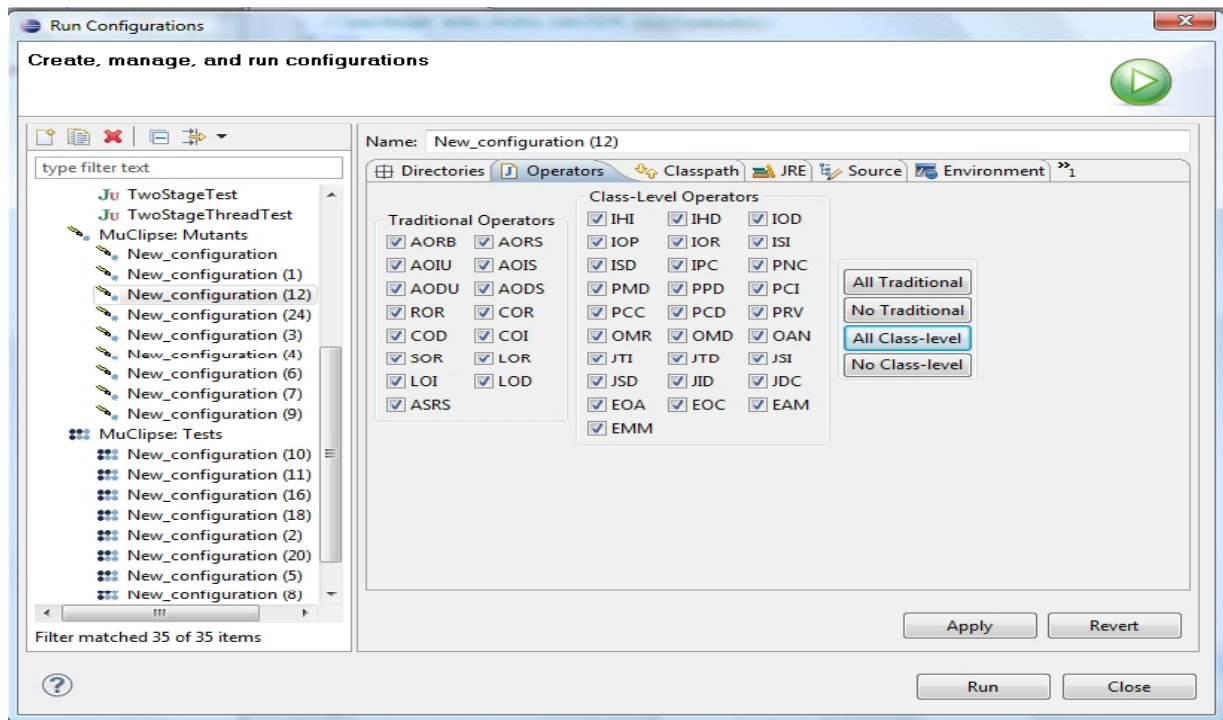 Run Configurations
Create, manage, and run configurations
type filter text
TwoStageTest
TwoStageThreadTest
MuClipse: Mutants
New_configuration
New_configuration (1)
New_configuration (12)
New_configuration (24)
New_configuration (3)
New_configuration (4)
New_configuration (6)
New_configuration (7)
New_configuration (9)
MuClipse: Tests
New_configuration (10)
New_configuration (11)
New_configuration (16)
New_configuration (18)
New_configuration (2)
New_configuration (20)
New_configuration (5)
New_configuration (8)
Filter matched 35 of 35 items
Name: New_configuration (12)
Directories Operators Classpath JRE Source Environment »1
Traditional Operators
AORB AORS
AOIU AOIS
AODU AODS
ROR COR
COD COI
SOR LOR
LOI LOD
ASRS
Class-Level Operators
IHI IHD IOD
IOP IOR ISI
ISD IPC PNC
PMD PPD PCI
PCC PCD PRV
OMR OMD OAN
JTI JTD JSI
JSD JID JDC
EOA EOC EAM
EMM
All Traditional
No Traditional
All Class-level
No Class-level
Apply Revert
Run Close